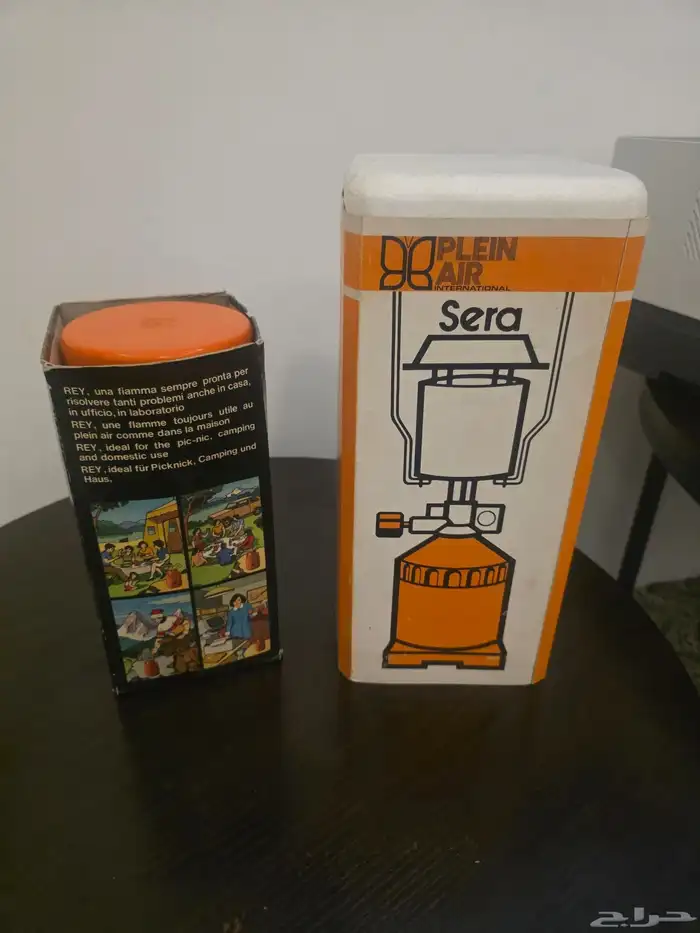 REY, una fiamma sempre pronta per
risolvere tanti problemi anche in casa,
in ufficio, in laboratorio
REY, une flamme toujours utile au
plein air comme dans la maison
REY, ideal for the pic-nic, camping
and domestic use
REY, ideal für Picknick, Camping und
Haus.
PLEIN
AIR
INTERNATIONAL
Sera
حراج